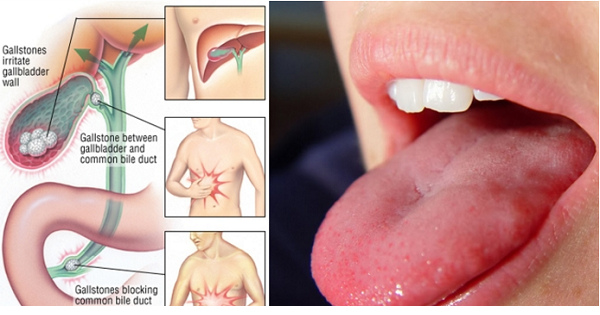 Gallstones
irritate
gallbladder
wall
Gallstone between
gallbladder and
common bile duct
Gallstones blocking
common bile duct